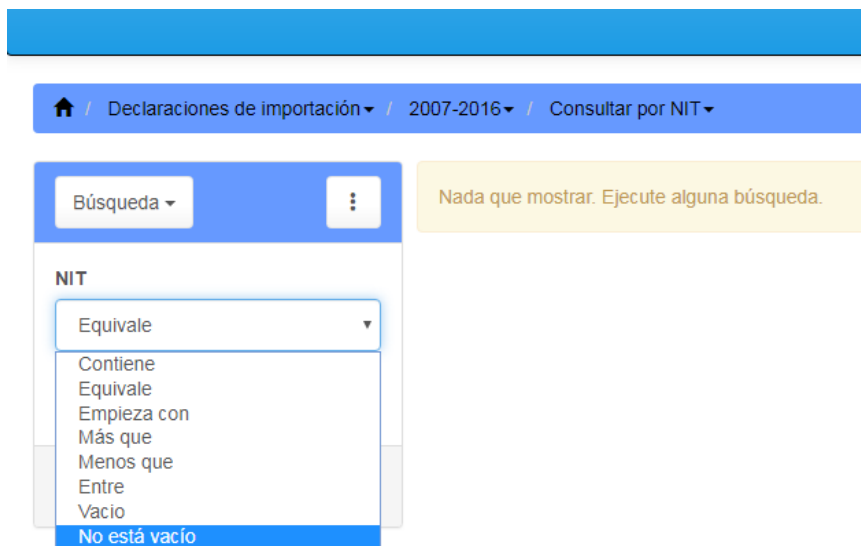 / Declaraciones de importación / 2007-2016 / Consultar por NIT
Búsqueda
Nada que mostrar. Ejecute alguna búsqueda.
NIT
Equivale
Contiene
Equivale
Empieza con
Más que
Menos que
Entre
Vacio
No está vacío